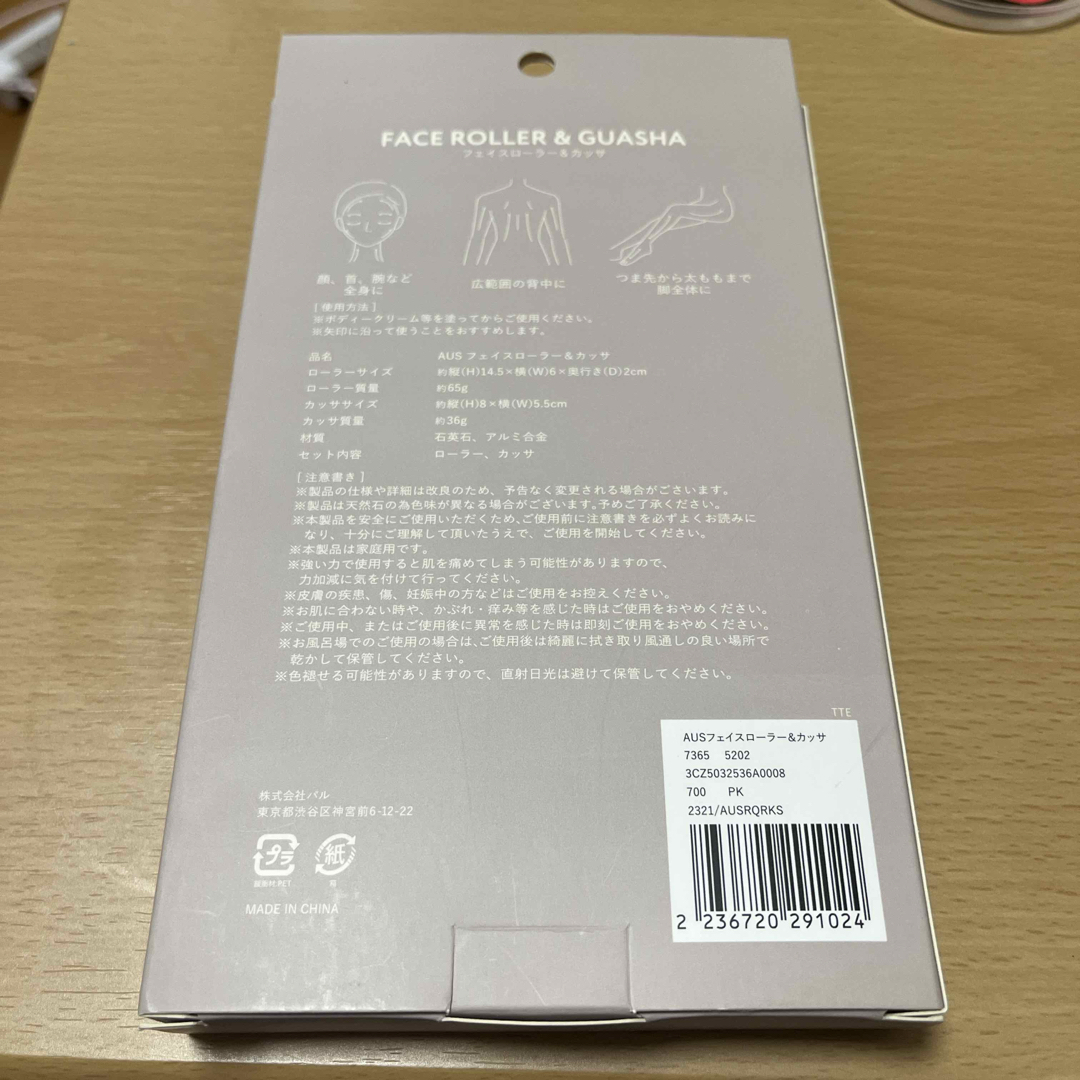 FACE ROLLER & GUASHA
フェイスローラー&カッサ
顔、首、腕など
全身に
広範囲の背中に
つま先から太ももまで
脚全体に
[使用方法]
※ボディークリーム等を塗ってからご使用ください。
※矢印に沿って使うことをおすすめします。
品名 AUS フェイスローラー&カッサ
ローラーサイズ 約縦(H)14.5×横(W)6×奥行き(D)2cm
ローラー質量 約65g
カッササイズ 約縦(H)8×横(W)5.5cm
カッサ質量 約36g
材質 石英石、アルミ合金
セット内容 ローラー、カッサ
[注意書き]
※製品の仕様や詳細は改良のため、予告なく変更される場合がございます。
※製品は天然石の為色味が異なる場合がございます。予めご了承ください。
※本製品を安全にご使用いただくため、ご使用前に注意書きを必ずよくお読みに
なり、十分にご理解して頂いたうえで、ご使用を開始してください。
※本製品は家庭用です。
※強い力で使用すると肌を痛めてしまう可能性がありますので、
力加減に気を付けて行ってください。
※皮膚の疾患、傷、妊娠中の方などはご使用をお控えください。
※お肌に合わない時や、かぶれ・痒み等を感じた時はご使用をおやめください。
※ご使用中、またはご使用後に異常を感じた時は即刻ご使用をおやめください。
※お風呂場でのご使用の場合は、ご使用後は綺麗に拭き取り風通しの良い場所で
乾かして保管してください。
※色褪せる可能性がありますので、直射日光は避けて保管してください。
TTE
AUSフェイスローラー&カッサ
7365 5202
3CZ5032536A0008
700 PK
2321/AUSRQRKS
2 236720 291024
株式会社パル
東京都渋谷区神宮前6-12-22
プラ 紙
個装材:PET 箱
MADE IN CHINA